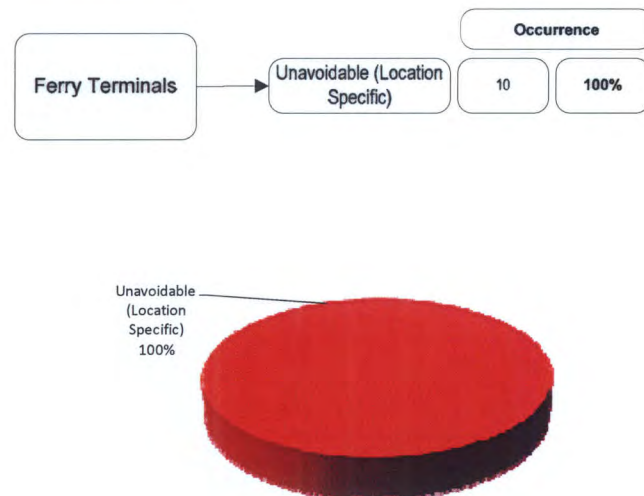 Occurrence
Ferry Terminals
Unavoidable (Location
Specific)
10
100%
Unavoidable
(Location
Specific)
100%